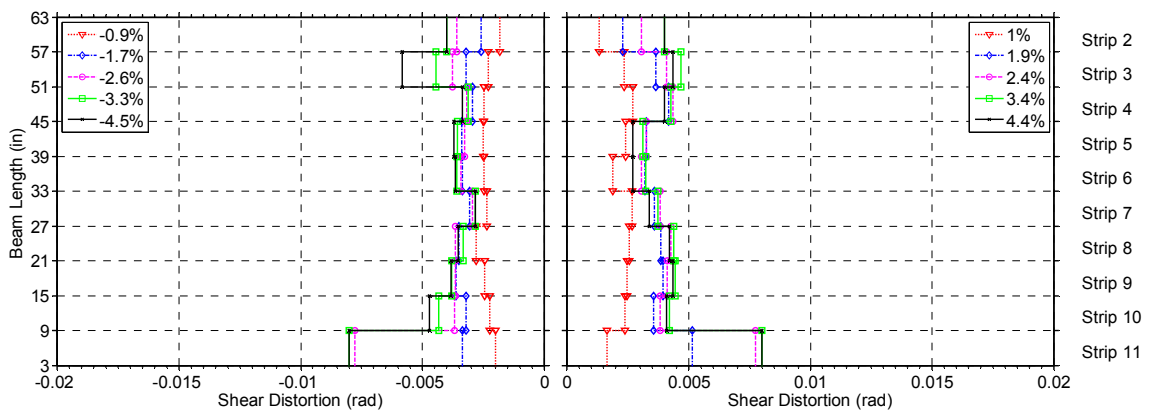 63
57
51
45
39
33
27
21
15
9
3
Beam Length (in)
-0.9%
-1.7%
-2.6%
-3.3%
-4.5%
-0.02
-0.015
-0.01
-0.005
0
Shear Distortion (rad)
1%
1.9%
2.4%
3.4%
4.4%
0
0.005
0.01
0.015
0.02
Shear Distortion (rad)
Strip 2
Strip 3
Strip 4
Strip 5
Strip 6
Strip 7
Strip 8
Strip 9
Strip 10
Strip 11